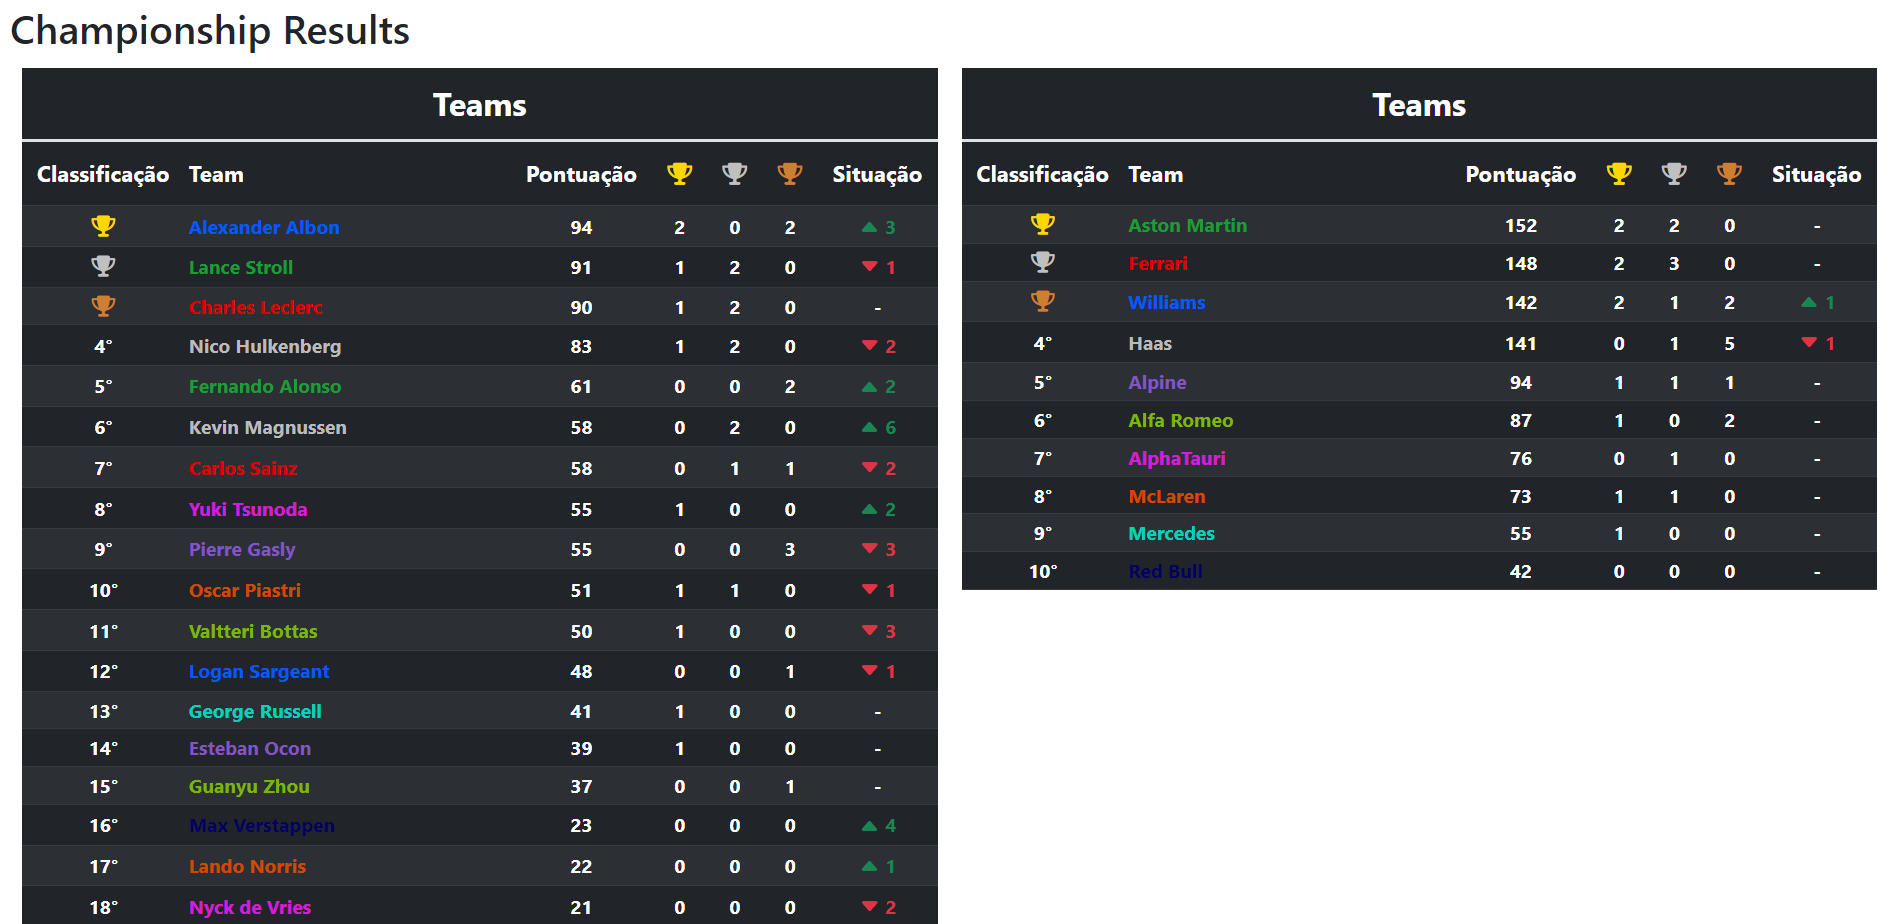 Championship Results
Teams
Classificação Team Pontuação Situação
Alexander Albon 94 2 0 2 3
Lance Stroll 91 1 2 0 1
Charles Leclerc 90 1 2 0 -
4° Nico Hulkenberg 83 1 2 0 2
5° Fernando Alonso 61 0 0 2 2
6° Kevin Magnussen 58 0 2 0 6
7° Carlos Sainz 58 0 1 1 2
8° Yuki Tsunoda 55 1 0 0 2
9° Pierre Gasly 55 0 0 3 3
10° Oscar Piastri 51 1 1 0 1
11° Valtteri Bottas 50 1 0 0 3
12° Logan Sargeant 48 0 0 1 1
13° George Russell 41 1 0 0 -
14° Esteban Ocon 39 1 0 0 -
15° Guanyu Zhou 37 0 0 1 -
16° Max Verstappen 23 0 0 0 4
17° Lando Norris 22 0 0 0 1
18° Nyck de Vries 21 0 0 0 2
Teams
Classificação Team Pontuação Situação
Aston Martin 152 2 2 0 -
Ferrari 148 2 3 0 -
Williams 142 2 1 2 1
4° Haas 141 0 1 5 1
5° Alpine 94 1 1 1 -
6° Alfa Romeo 87 1 0 2 -
7° AlphaTauri 76 0 1 0 -
8° McLaren 73 1 1 0 -
9° Mercedes 55 1 0 0 -
10° Red Bull 42 0 0 0 -